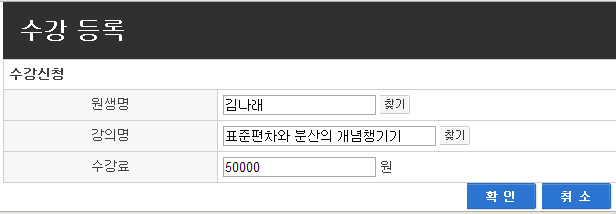 수강 등록
수강신청
원생명 김나래 찾기
강의명 표준편차와 분산의 개념챙기기 찾기
수강료 50000 원
확 인 취 소